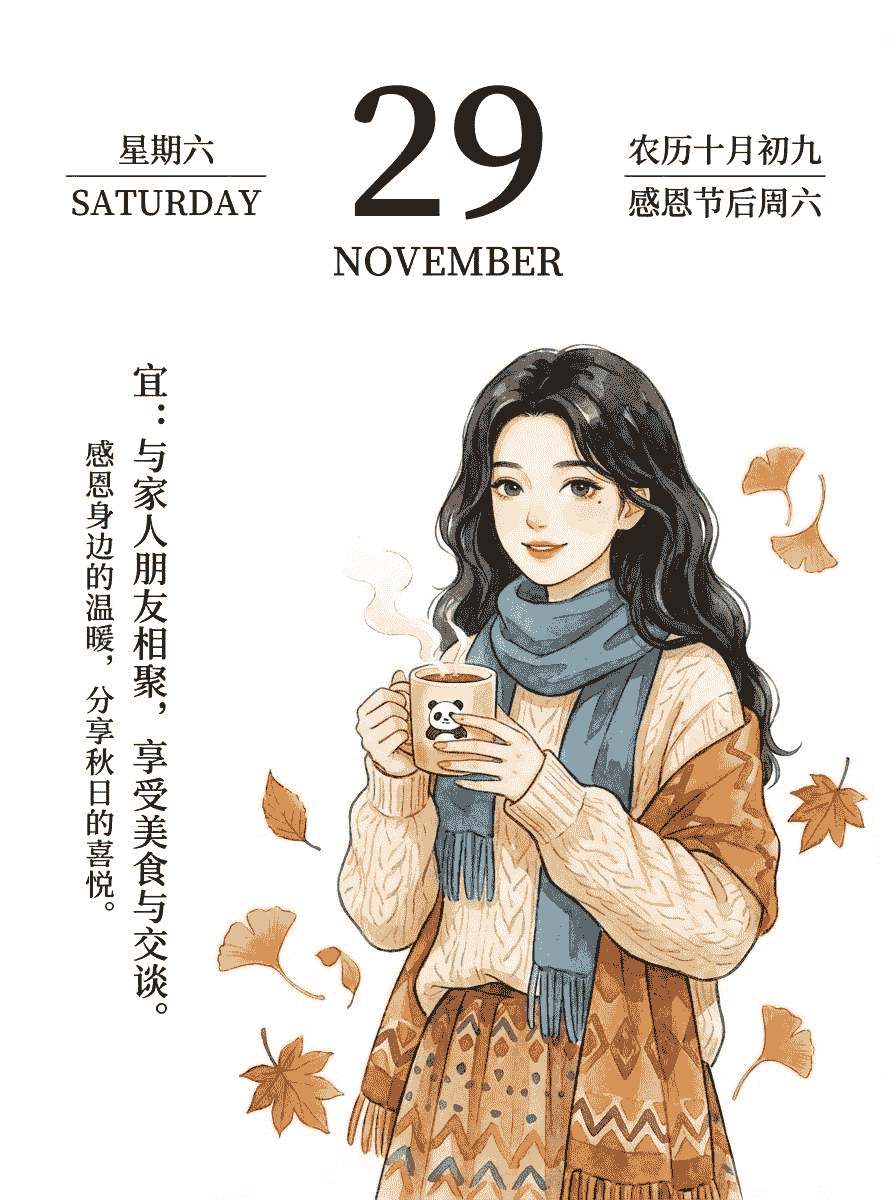 29
NOVEMBER
星期六
SATURDAY
农历十月初九
感恩节后周六
宜：与家人朋友相聚，享受美食与交谈。
感恩身边的温暖，分享秋日的喜悦。